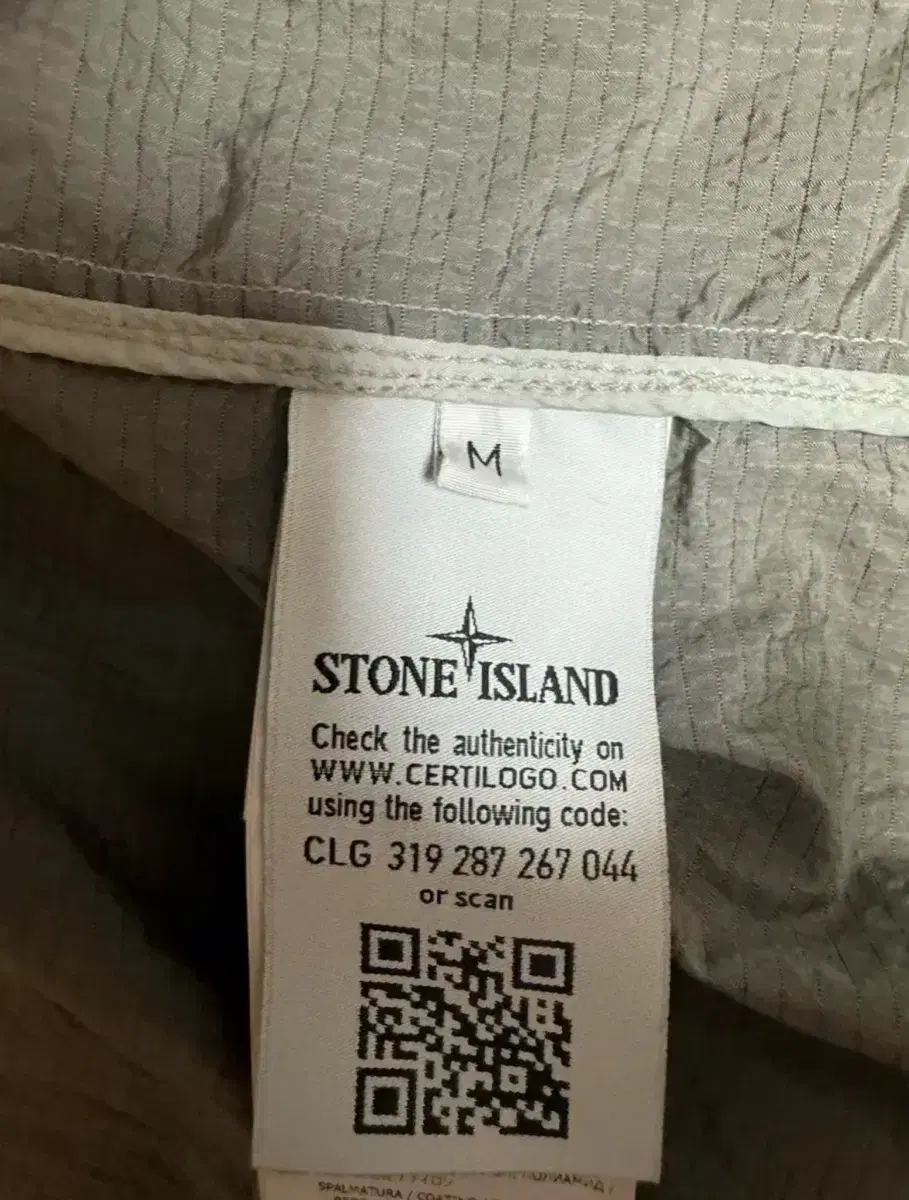 M
STONE ISLAND
Check the authenticity on
WWW.CERTILOGO.COM
using the following code:
CLG 319 287 267 044
or scan
SPALMATURA /